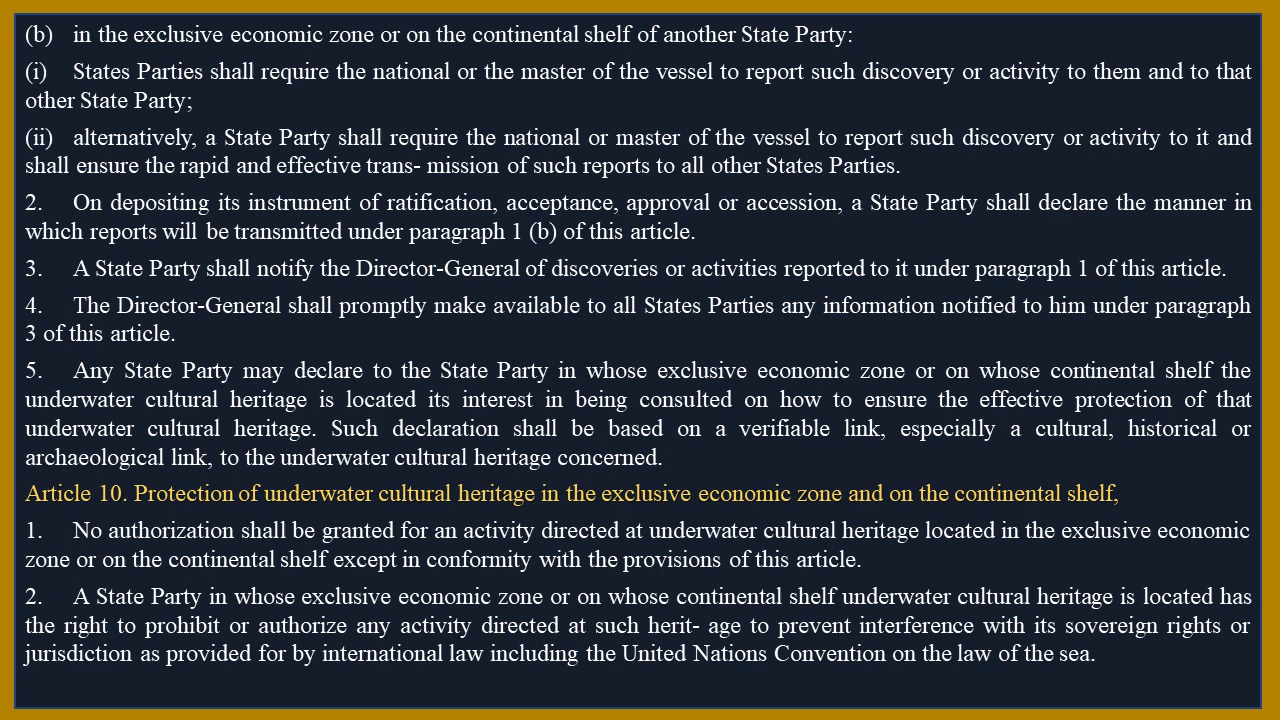 (b) in the exclusive economic zone or on the continental shelf of another State Party:
(i) States Parties shall require the national or the master of the vessel to report such discovery or activity to them and to that
other State Party;
(ii) alternatively, a State Party shall require the national or master of the vessel to report such discovery or activity to it and
shall ensure the rapid and effective trans- mission of such reports to all other States Parties.
2. On depositing its instrument of ratification, acceptance, approval or accession, a State Party shall declare the manner in
which reports will be transmitted under paragraph 1 (b) of this article.
3. A State Party shall notify the Director-General of discoveries or activities reported to it under paragraph 1 of this article.
4. The Director-General shall promptly make available to all States Parties any information notified to him under paragraph
3 of this article.
5. Any State Party may declare to the State Party in whose exclusive economic zone or on whose continental shelf the
underwater cultural heritage is located its interest in being consulted on how to ensure the effective protection of that
underwater cultural heritage. Such declaration shall be based on a verifiable link, especially a cultural, historical or
archaeological link, to the underwater cultural heritage concerned.
Article 10. Protection of underwater cultural heritage in the exclusive economic zone and on the continental shelf,
1. No authorization shall be granted for an activity directed at underwater cultural heritage located in the exclusive economic
zone or on the continental shelf except in conformity with the provisions of this article.
2. A State Party in whose exclusive economic zone or on whose continental shelf underwater cultural heritage is located has
the right to prohibit or authorize any activity directed at such herit- age to prevent interference with its sovereign rights or
jurisdiction as provided for by international law including the United Nations Convention on the law of the sea.